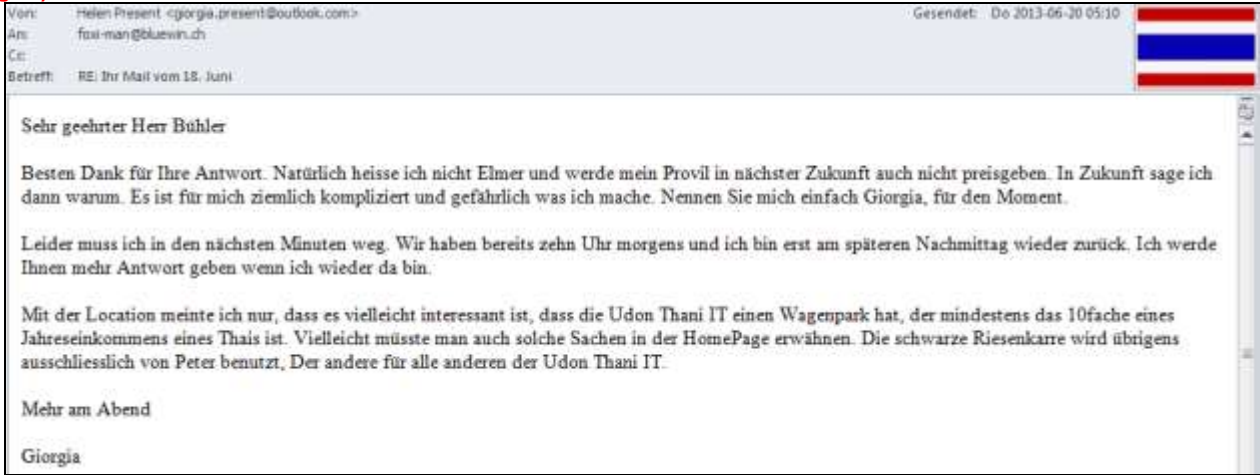 Von: Helen Present <giorgia.present@outlook.com> Gesendet: Do 2013-06-20 05:10
An: foxi-man@bluewin.ch
Cc:
Betreff: RE: Ihr Mail vom 18. Juni
Sehr geehrter Herr Bühler
Besten Dank für Ihre Antwort. Natürlich heisse ich nicht Elmer und werde mein Provil in nächster Zukunft auch nicht preisgeben. In Zukunft sage ich
dann warum. Es ist für mich ziemlich kompliziert und gefährlich was ich mache. Nennen Sie mich einfach Giorgia, für den Moment.
Leider muss ich in den nächsten Minuten weg. Wir haben bereits zehn Uhr morgens und ich bin erst am späteren Nachmittag wieder zurück. Ich werde
Ihnen mehr Antwort geben wenn ich wieder da bin.
Mit der Location meinte ich nur, dass es vielleicht interessant ist, dass die Udon Thani IT einen Wagenpark hat, der mindestens das 10fache eines
Jahreseinkommens eines Thais ist. Vielleicht müsste man auch solche Sachen in der HomePage erwähnen. Die schwarze Riesenkarre wird übrigens
ausschliesslich von Peter benutzt, Der andere für alle anderen der Udon Thani IT.
Mehr am Abend
Giorgia